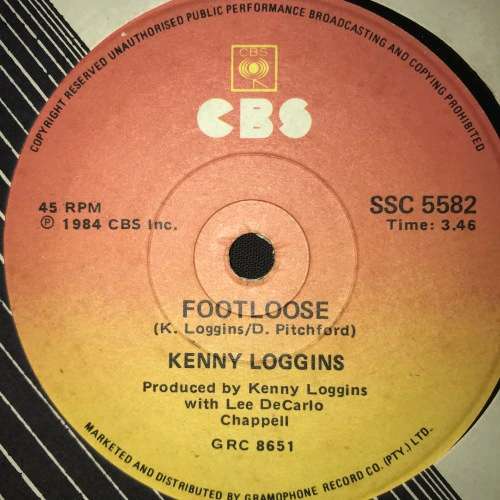 COPYRIGHT RESERVED UNAUTHORISED PUBLIC PERFORMANCE BROADCASTING AND COPYING PROHIBITED
CBS
CBS
45 RPM
SSC 5582
Ⓟ 1984 CBS Inc.
Time: 3.46
FOOTLOOSE
(K. Loggins/D. Pitchford)
KENNY LOGGINS
Produced by Kenny Loggins
with Lee DeCarlo
Chappell
GRC 8651
MARKETED AND DISTRIBUTED BY GRAMOPHONE RECORD CO. (PTY.) LTD.